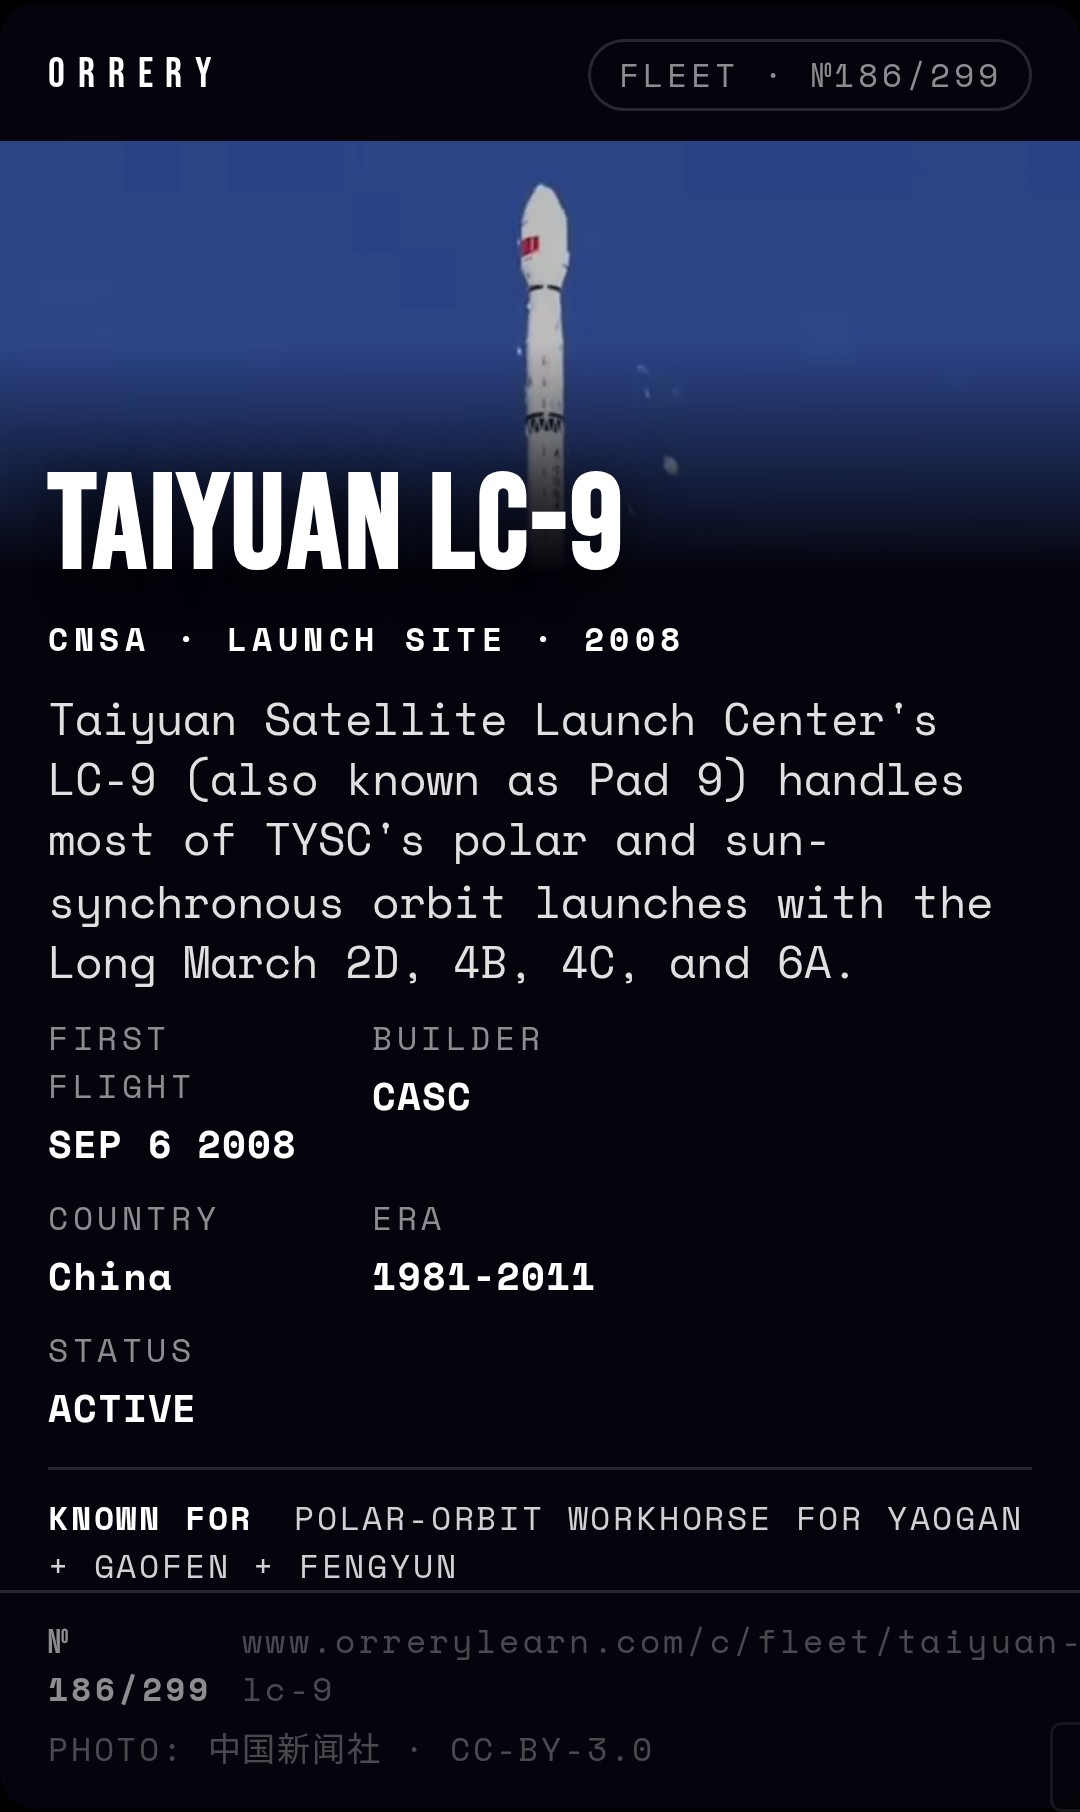 ORRERY
FLEET · №186/299
TAIYUAN LC-9
CNSA · LAUNCH SITE · 2008
Taiyuan Satellite Launch Center's
LC-9 (also known as Pad 9) handles
most of TYSC's polar and sun-
synchronous orbit launches with the
Long March 2D, 4B, 4C, and 6A.
FIRST
FLIGHT
SEP 6 2008
BUILDER
CASC
COUNTRY
China
ERA
1981-2011
STATUS
ACTIVE
KNOWN FOR POLAR-ORBIT WORKHORSE FOR YAOGAN
+ GAOFEN + FENGYUN
№
186/299
www.orrerylearn.com/c/fleet/taiyuan-
lc-9
PHOTO: 中国新闻社 · CC-BY-3.0